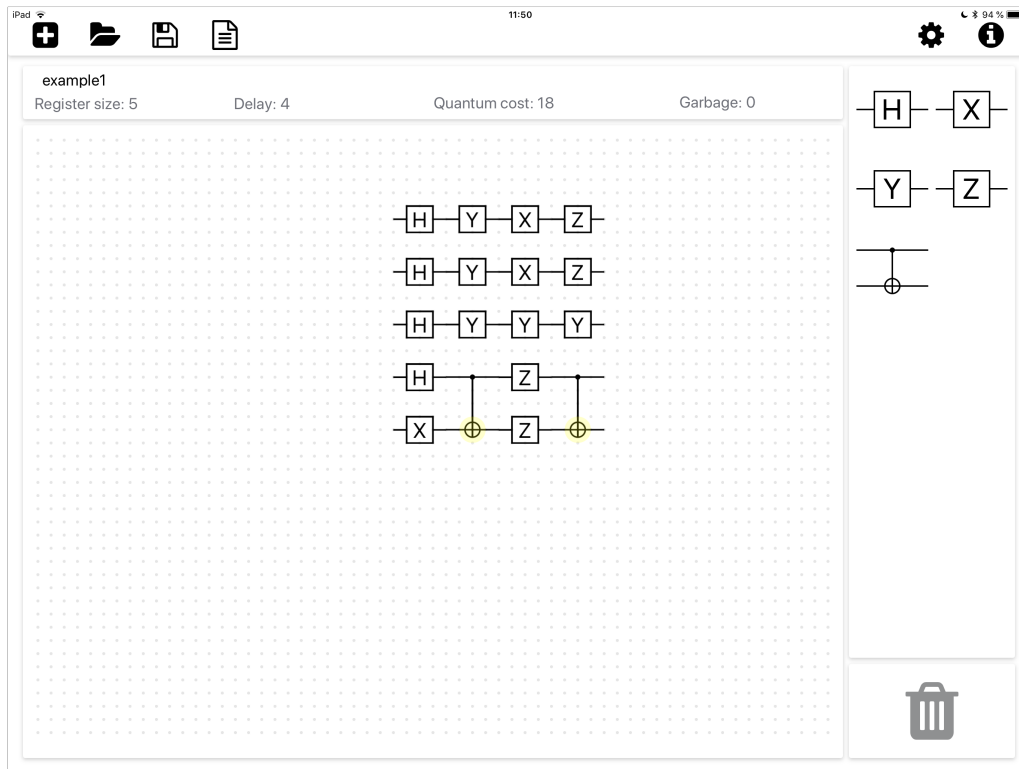 iPad 11:50 94 %
example1
Register size: 5 Delay: 4 Quantum cost: 18 Garbage: 0
H X
Y Z
H Y X Z
H Y X Z
H Y Y Y
H Z
X Z